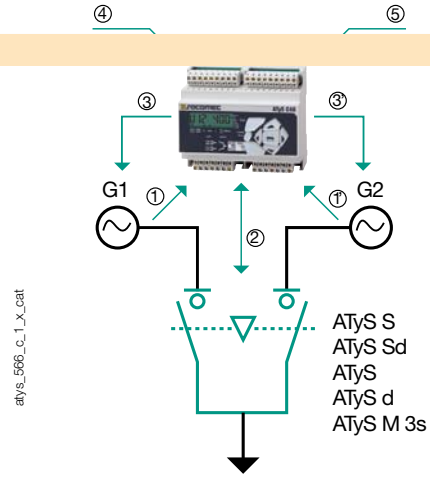 ④ ⑤
socomec
ATyS C40
③ ③'
G1 G2
① ①'
②
ATyS S
ATyS Sd
ATyS
ATyS d
ATyS M 3s
atys_566_c_1_x_cat